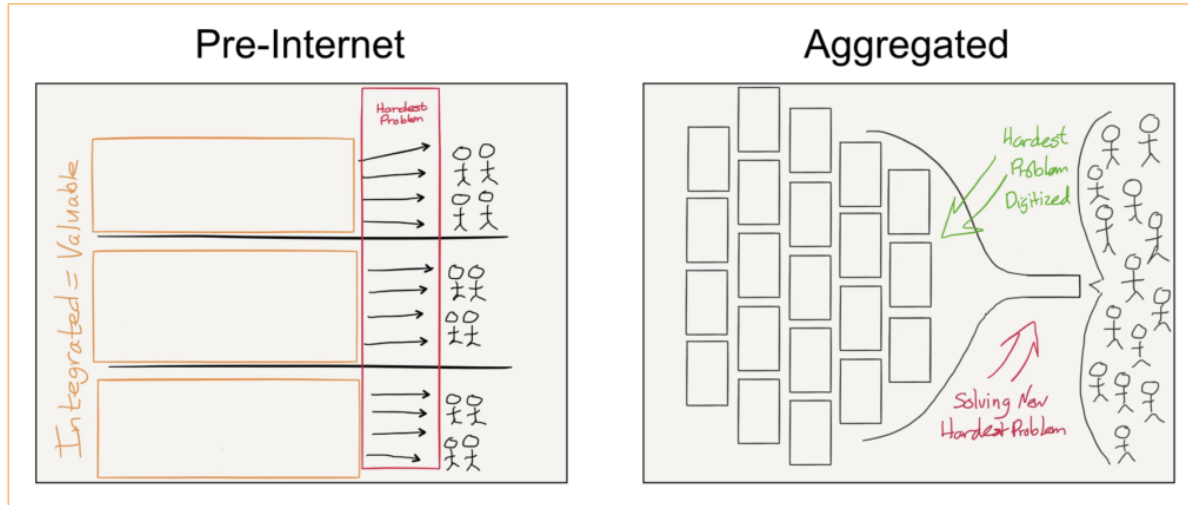 Pre-Internet
Integrated = Valuable
Hardest
Problem
Aggregated
Hardest
Problem
Digitized
Solving New
Hardest Problem